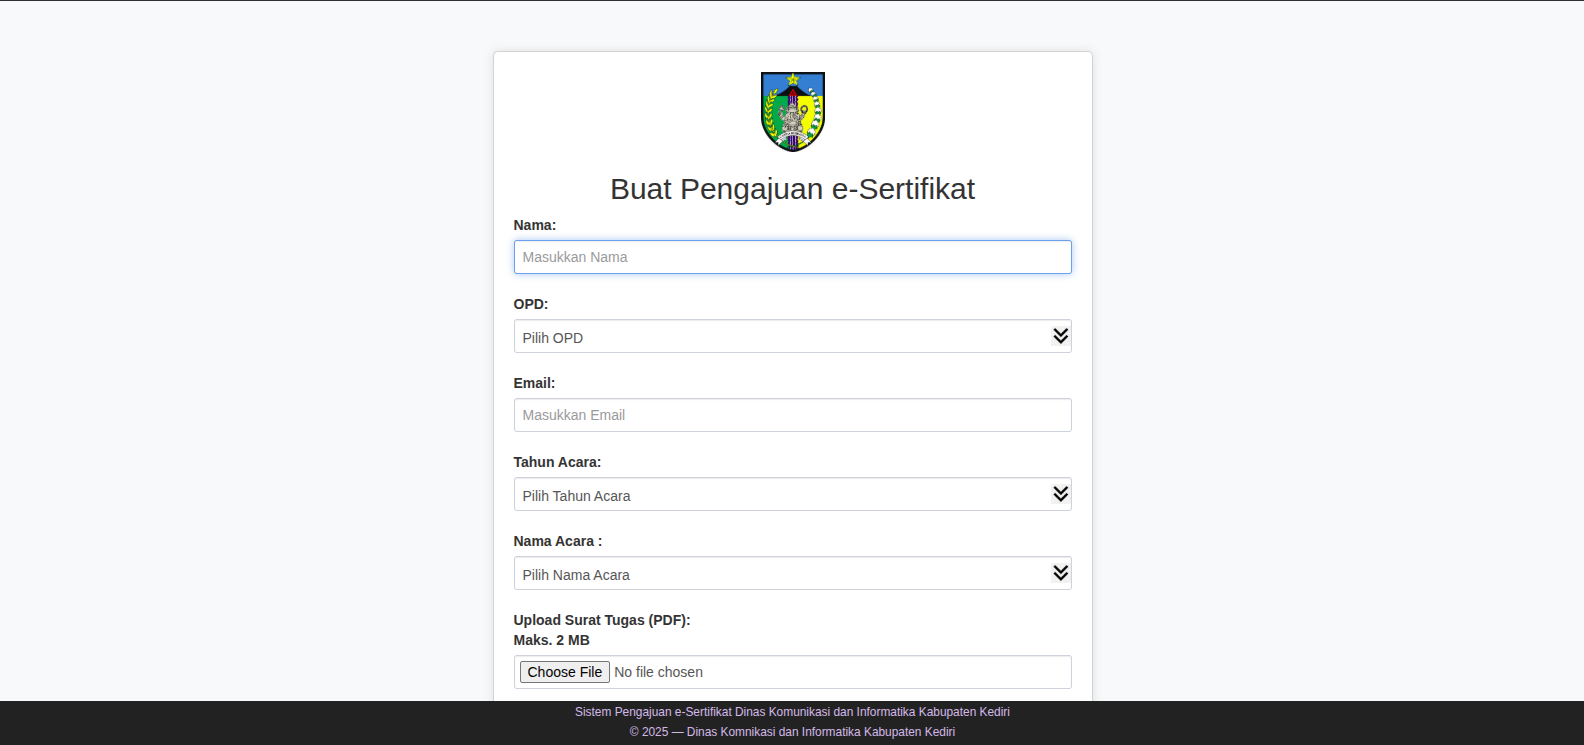 Buat Pengajuan e-Sertifikat
Nama:
Masukkan Nama
OPD:
Pilih OPD
Email:
Masukkan Email
Tahun Acara:
Pilih Tahun Acara
Nama Acara :
Pilih Nama Acara
Upload Surat Tugas (PDF):
Maks. 2 MB
Choose File No file chosen
Sistem Pengajuan e-Sertifikat Dinas Komunikasi dan Informatika Kabupaten Kediri
© 2025 — Dinas Komnikasi dan Informatika Kabupaten Kediri